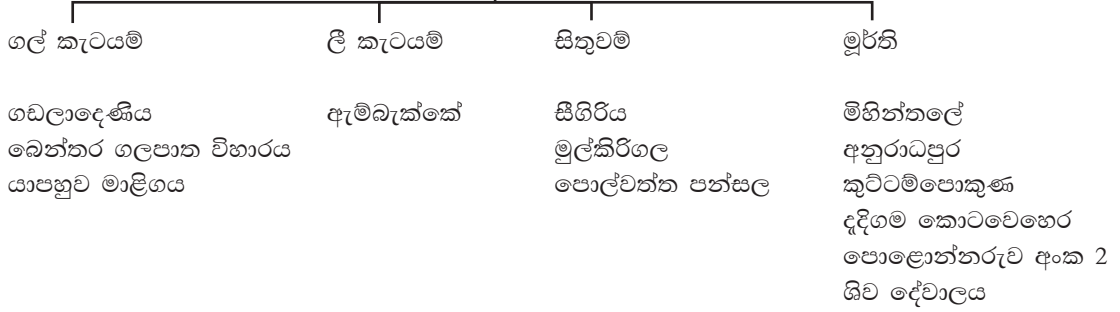 ගල් කැටයම්
ලී කැටයම්
සිතුවම්
මූර්ති
ගඩලාදෙණිය
බෙන්තර ගලපාත විහාරය
යාපහුව මාළිගය
ඇම්බැක්කේ
සීගිරිය
මුල්කිරිගල
පොල්වත්ත පන්සල
මිහින්තලේ
අනුරාධපුර
කුට්ටම්පොකුණ
දැදිගම කොටවෙහෙර
පොළොන්නරුව අංක 2
ශිව දේවාලය